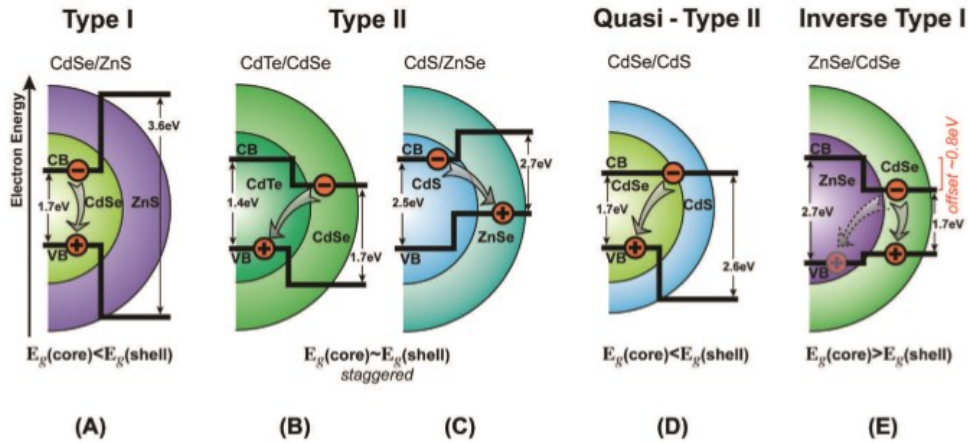 Type I
Type II
Quasi - Type II
Inverse Type I
CdSe/ZnS
CdTe/CdSe
CdS/ZnSe
CdSe/CdS
ZnSe/CdSe
Electron Energy
CB
1.7eV
VB
CdSe
3.6eV
ZnS
CB
CdTe
1.4eV
VB
CdSe
1.7eV
CB
CdS
2.5eV
VB
2.7eV
ZnSe
CB
CdSe
1.7eV
VB
CdS
2.6eV
CB
ZnSe
2.7eV
VB
CdSe
1.7eV
offset ~0.8eV
Eg(core)<Eg(shell)
Eg(core)~Eg(shell)
staggered
Eg(core)<Eg(shell)
Eg(core)>Eg(shell)
(A)
(B)
(C)
(D)
(E)